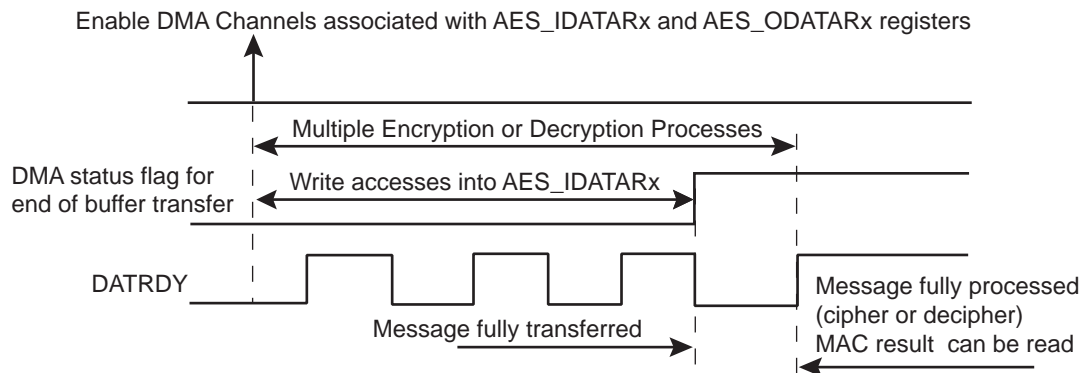 Enable DMA Channels associated with AES_IDATARx and AES_ODATARx registers
Multiple Encryption or Decryption Processes
DMA status flag for
end of buffer transfer
Write accesses into AES_IDATARx
DATRDY
Message fully transferred
Message fully processed
(cipher or decipher)
MAC result can be read